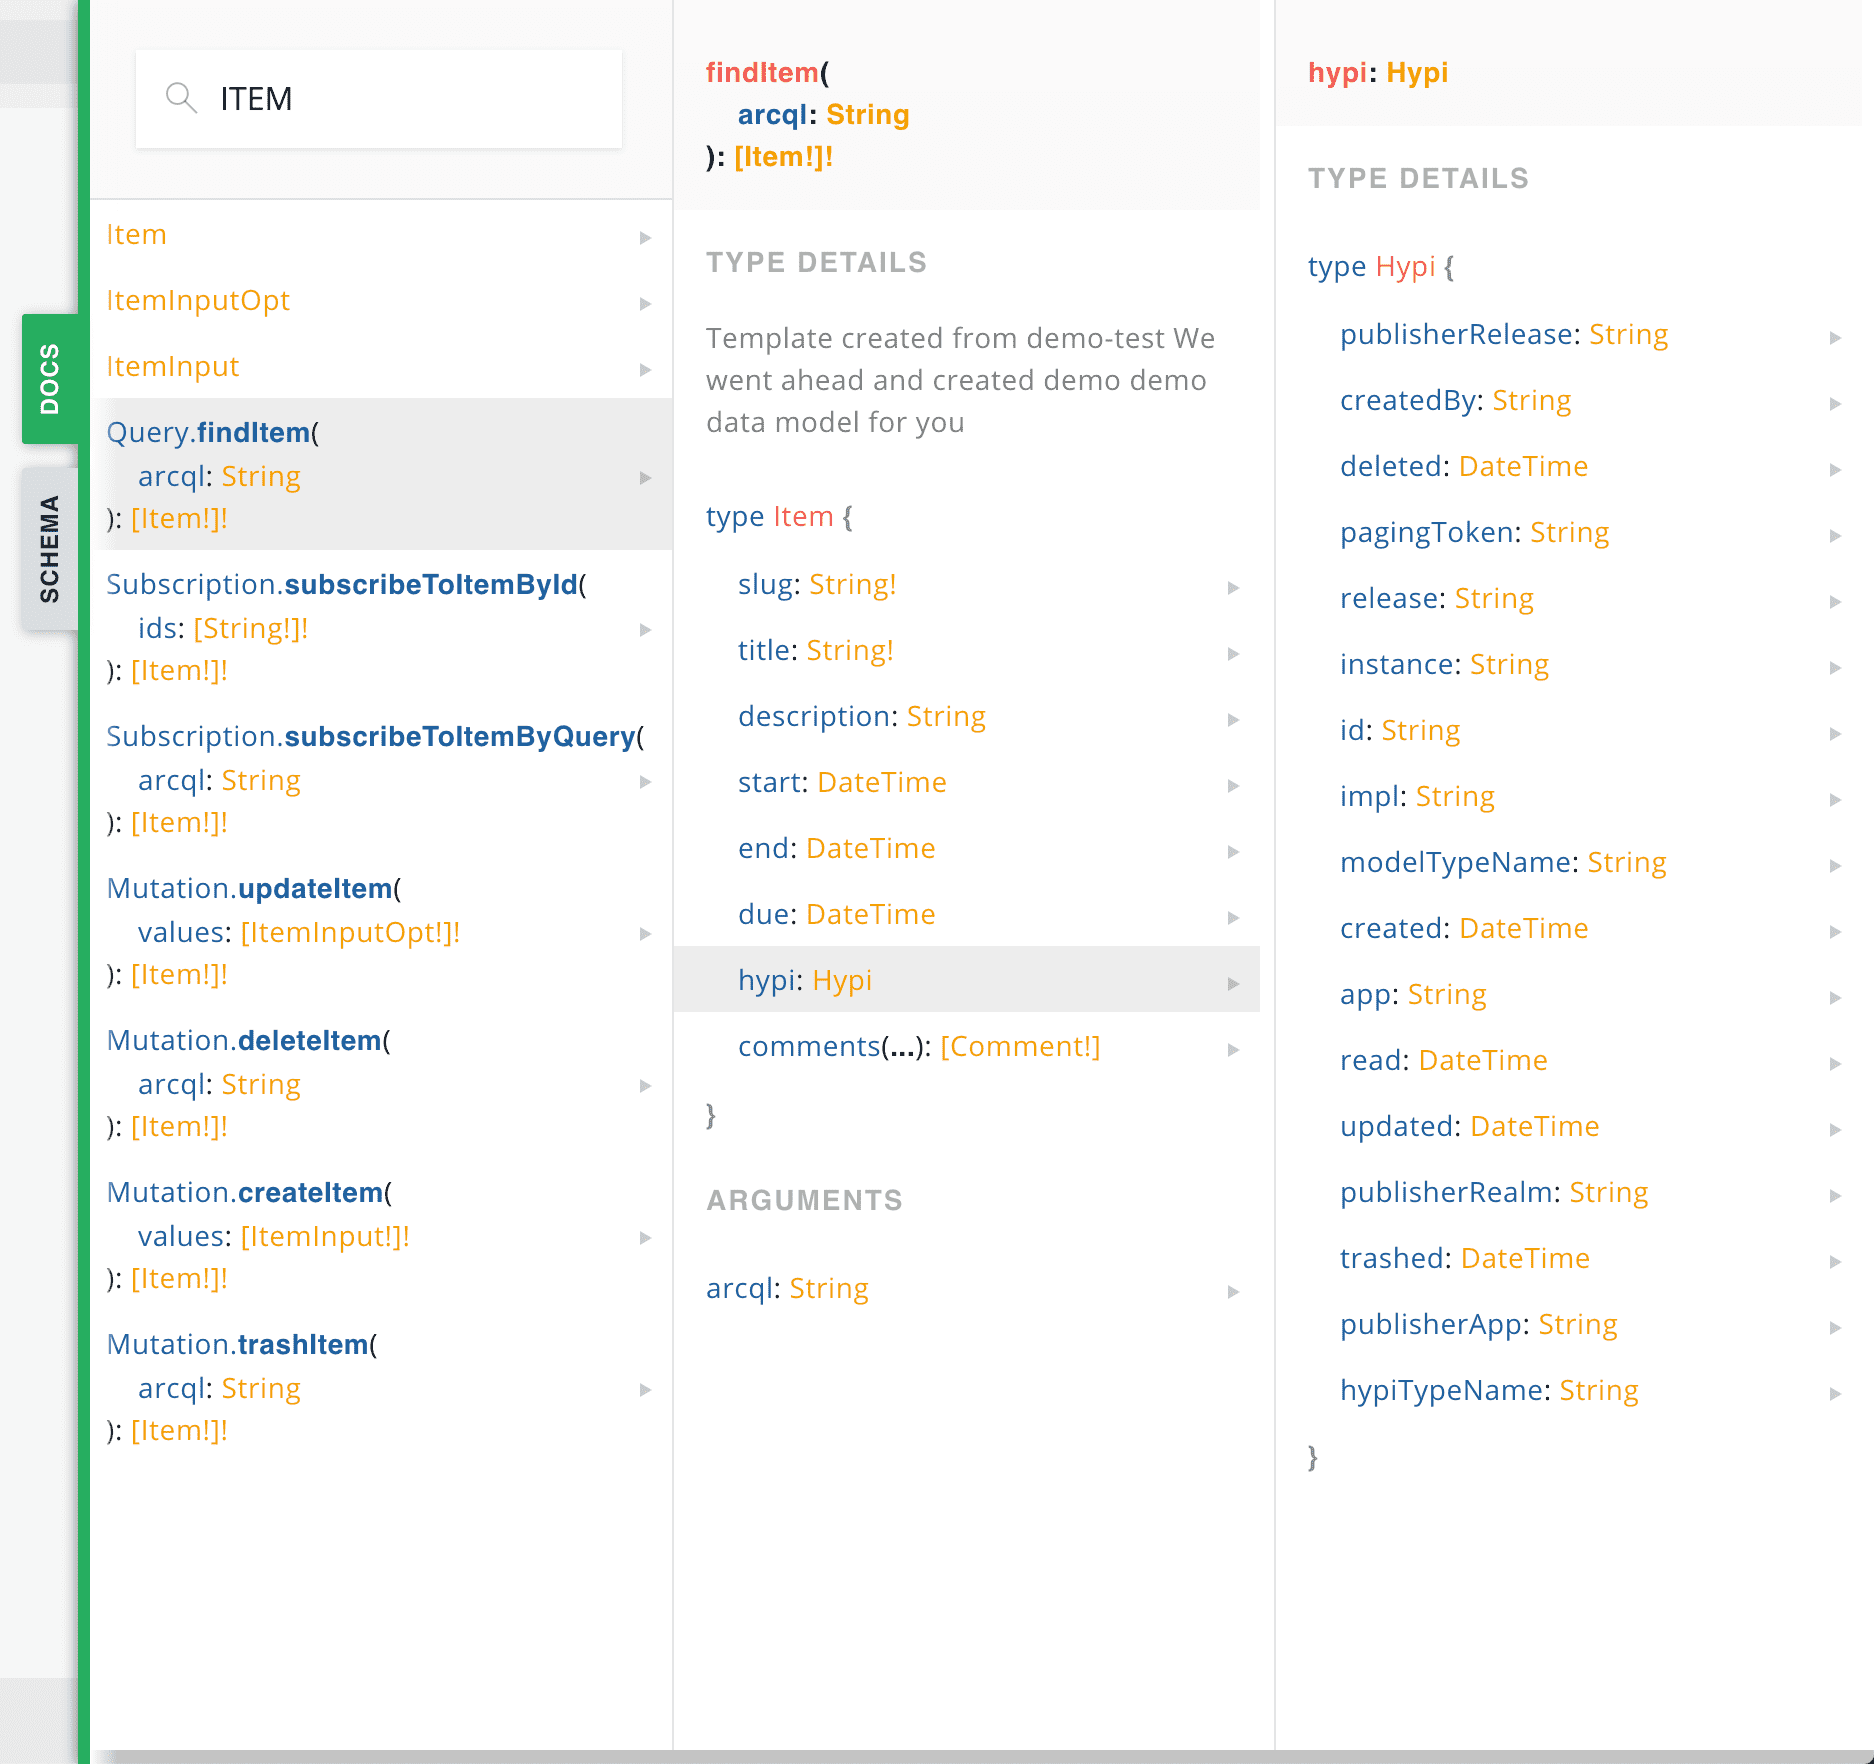 DOCS
SCHEMA
ITEM
Item
ItemInputOpt
ItemInput
Query.findItem(
arcql: String
): [Item!]!
Subscription.subscribeToItemById(
ids: [String!]!
): [Item!]!
Subscription.subscribeToItemByQuery(
arcql: String
): [Item!]!
Mutation.updateItem(
values: [ItemInputOpt!]!
): [Item!]!
Mutation.deleteItem(
arcql: String
): [Item!]!
Mutation.createItem(
values: [ItemInput!]!
): [Item!]!
Mutation.trashItem(
arcql: String
): [Item!]!
findItem(
arcql: String
): [Item!]!
TYPE DETAILS
Template created from demo-test We
went ahead and created demo demo
data model for you
type Item {
slug: String!
title: String!
description: String
start: DateTime
end: DateTime
due: DateTime
hypi: Hypi
comments(...): [Comment!]
}
ARGUMENTS
arcql: String
hypi: Hypi
TYPE DETAILS
type Hypi {
publisherRelease: String
createdBy: String
deleted: DateTime
pagingToken: String
release: String
instance: String
id: String
impl: String
modelTypeName: String
created: DateTime
app: String
read: DateTime
updated: DateTime
publisherRealm: String
trashed: DateTime
publisherApp: String
hypiTypeName: String
}